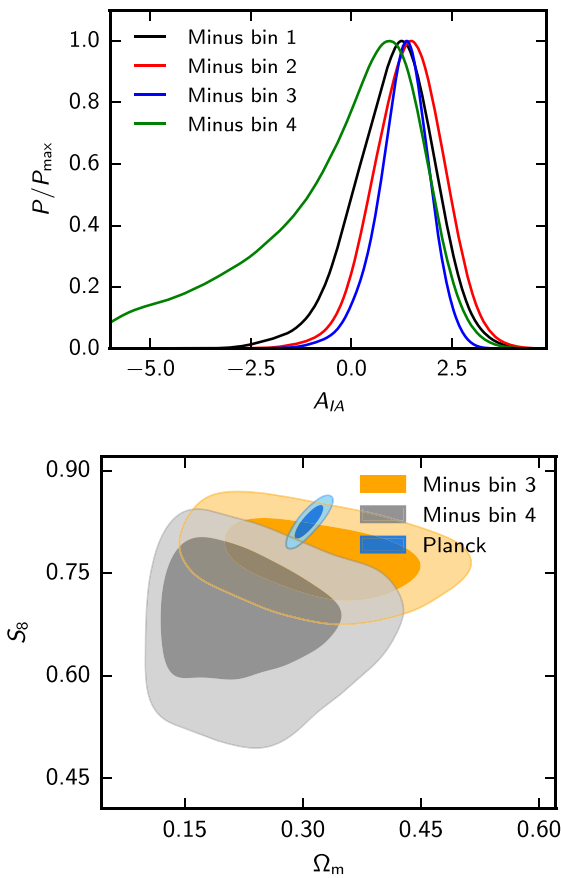 1.0
0.8
0.6
0.4
0.2
0.0
P/P_max
Minus bin 1
Minus bin 2
Minus bin 3
Minus bin 4
−5.0 −2.5 0.0 2.5
A_IA
0.90
0.75
0.60
0.45
S_8
Minus bin 3
Minus bin 4
Planck
0.15 0.30 0.45 0.60
Ω_m